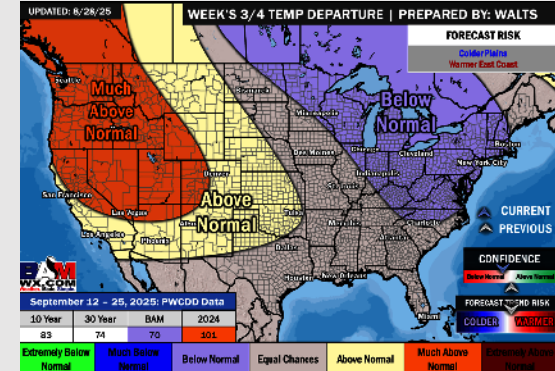 UPDATED: 8/28/25
WEEK'S 3/4 TEMP DEPARTURE | PREPARED BY: WALTS
FORECAST RISK
Colder Plains
Warmer East Coast
Seattle
Much
Above
Normal
Bismarck
Minneapolis
Below
Normal
Boston
Chicago
Cleveland
New York City
Des Moines
Indianapolis
Denver
St. Louis
San Francisco
Las Vegas
Above
Normal
Tulsa
Memphis
Charlotte
Atlanta
Los Angeles
Phoenix
Dallas
Houston
New Orleans
Miami
CURRENT
PREVIOUS
CONFIDENCE
Below Normal
Above Normal
FORECAST TREND RISK
COLDER
WARMER
BAM
WX.COM
September 12 - 25, 2025: PWCDD Data
10 Year 30 Year BAM 2024
83 74 70 101
Extremely Below Normal
Much Below Normal
Below Normal
Equal Chances
Above Normal
Much Above Normal
Extremely Above Normal